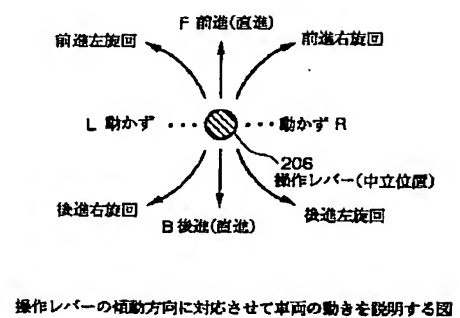 F 前進(直進)
前進左旋回
前進右旋回
L 動かず ・・・
・・・ 動かず R
206
操作レバー(中立位置)
後進右旋回
B 後進(直進)
後進左旋回
操作レバーの傾動方向に対応させて車両の動きを説明する図